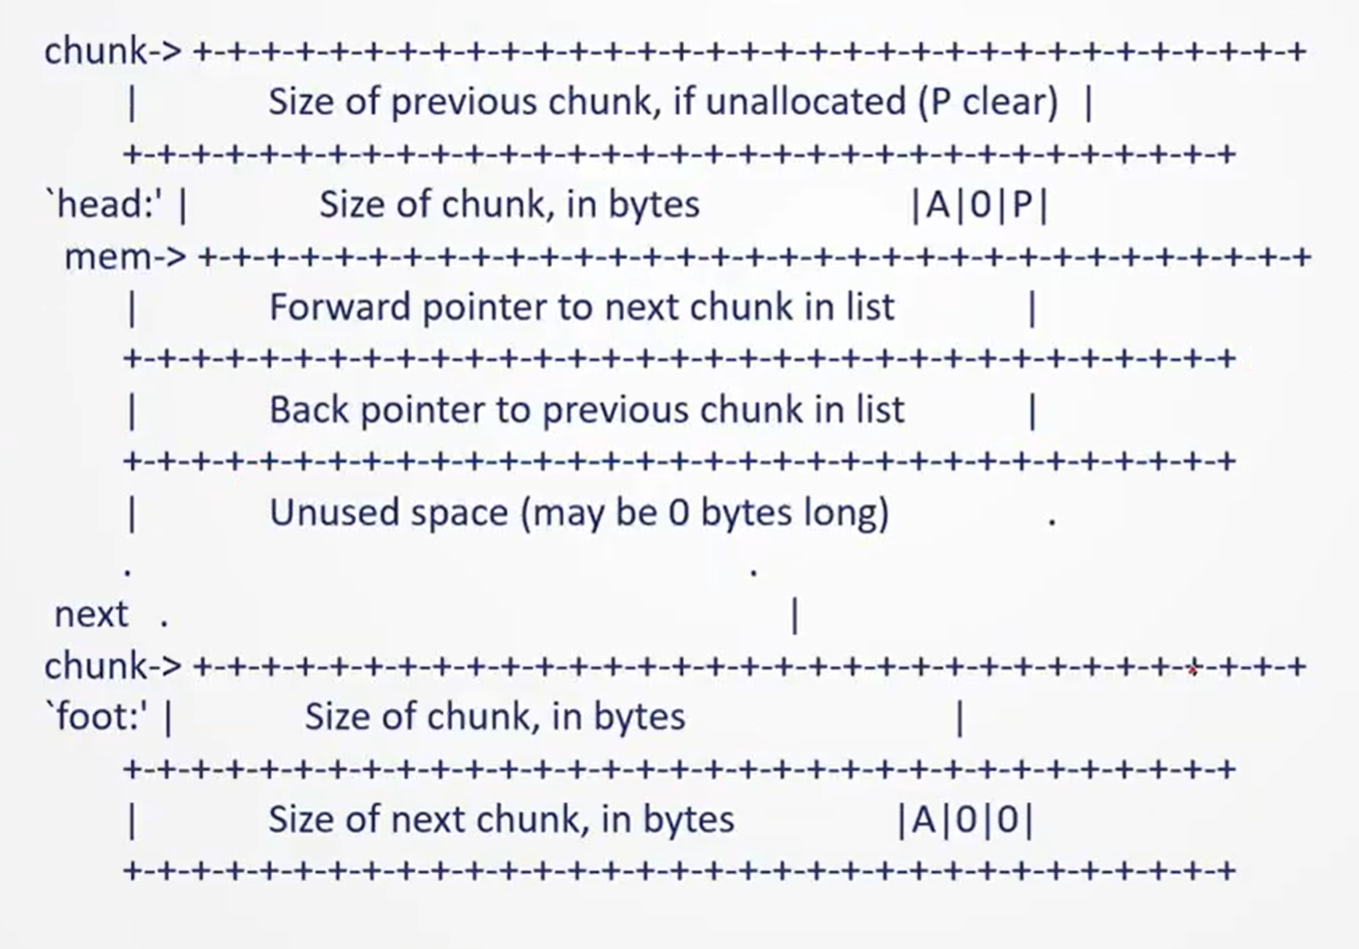 chunk-> +-+-+-+-+-+-+-+-+-+-+-+-+-+-+-+-+-+-+-+-+-+-+-+-+-+-+-+-+-+-+-+-+
| Size of previous chunk, if unallocated (P clear) |
+-+-+-+-+-+-+-+-+-+-+-+-+-+-+-+-+-+-+-+-+-+-+-+-+-+-+-+-+-+-+-+-+
`head:' | Size of chunk, in bytes |A|0|P|
mem-> +-+-+-+-+-+-+-+-+-+-+-+-+-+-+-+-+-+-+-+-+-+-+-+-+-+-+-+-+-+-+-+-+
| Forward pointer to next chunk in list |
+-+-+-+-+-+-+-+-+-+-+-+-+-+-+-+-+-+-+-+-+-+-+-+-+-+-+-+-+-+-+-+-+
| Back pointer to previous chunk in list |
+-+-+-+-+-+-+-+-+-+-+-+-+-+-+-+-+-+-+-+-+-+-+-+-+-+-+-+-+-+-+-+-+
| Unused space (may be 0 bytes long) .
. .
next . |
chunk-> +-+-+-+-+-+-+-+-+-+-+-+-+-+-+-+-+-+-+-+-+-+-+-+-+-+-+-+-+-+-+-+-+
`foot:' | Size of chunk, in bytes |
+-+-+-+-+-+-+-+-+-+-+-+-+-+-+-+-+-+-+-+-+-+-+-+-+-+-+-+-+-+-+-+-+
| Size of next chunk, in bytes |A|0|0|
+-+-+-+-+-+-+-+-+-+-+-+-+-+-+-+-+-+-+-+-+-+-+-+-+-+-+-+-+-+-+-+-+